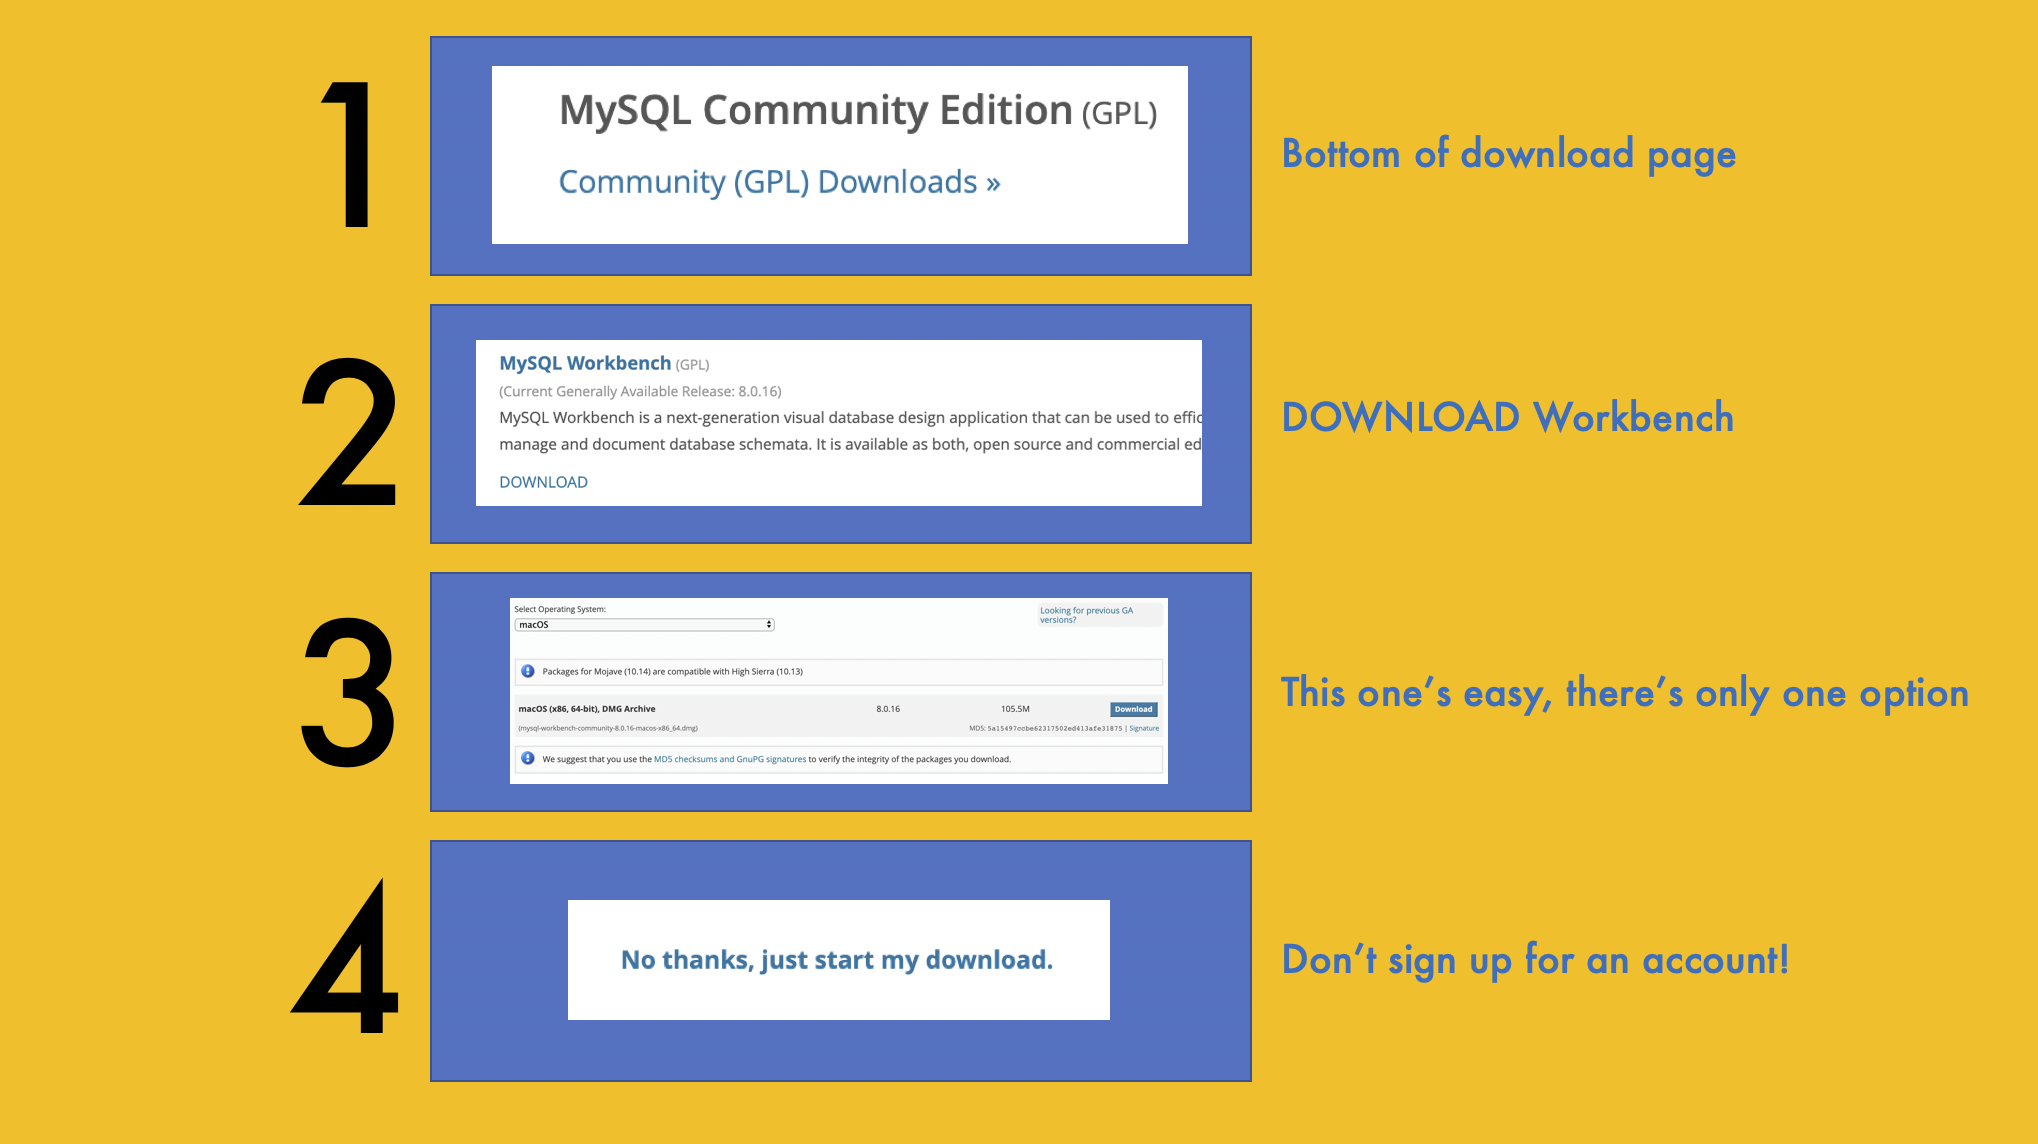 1
MySQL Community Edition (GPL)
Community (GPL) Downloads »
Bottom of download page
2
MySQL Workbench (GPL)
(Current Generally Available Release: 8.0.16)
MySQL Workbench is a next-generation visual database design application that can be used to effic
manage and document database schemata. It is available as both, open source and commercial ed
DOWNLOAD
DOWNLOAD Workbench
3
Select Operating System:
macOS
Looking for previous GA
versions?
Packages for Mojave (10.14) are compatible with High Sierra (10.13)
macOS (x86, 64-bit), DMG Archive 8.0.16 105.5M Download
(mysql-workbench-community-8.0.16-macos-x86_64.dmg) MD5: 5a15497ccbe62317502ed413afe31875 | Signature
We suggest that you use the MD5 checksums and GnuPG signatures to verify the integrity of the packages you download.
This one's easy, there's only one option
4
No thanks, just start my download.
Don't sign up for an account!